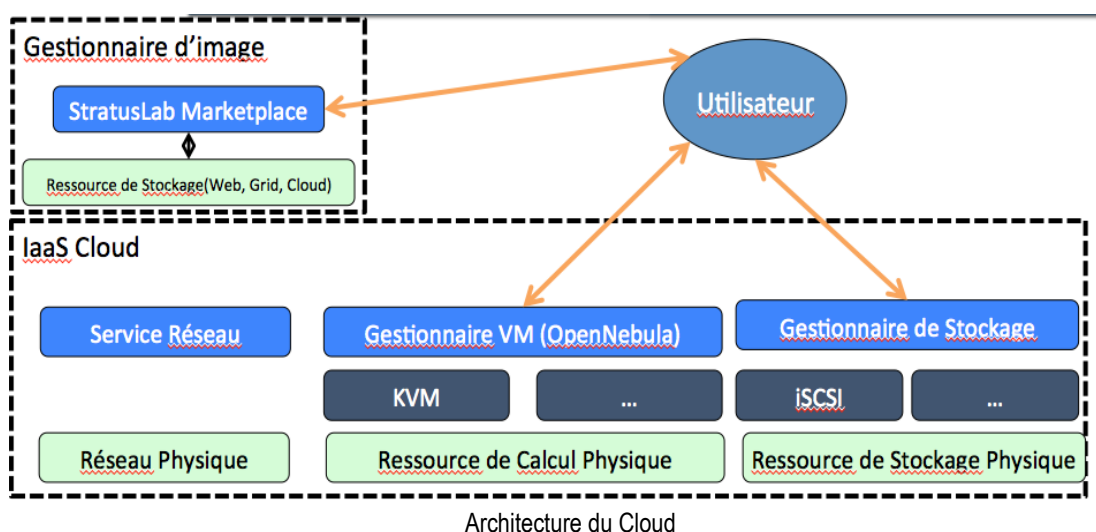 Gestionnaire d'image
StratusLab Marketplace
Ressource de Stockage(Web, Grid, Cloud)
Utilisateur
IaaS Cloud
Service Réseau
Gestionnaire VM (OpenNebula)
Gestionnaire de Stockage
KVM
...
iSCSI
...
Réseau Physique
Ressource de Calcul Physique
Ressource de Stockage Physique
Architecture du Cloud